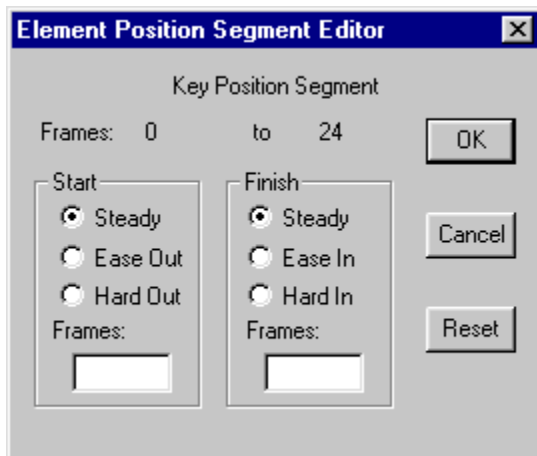 Element Position Segment Editor
Key Position Segment
Frames: 0 to 24
OK
Start
Steady
Ease Out
Hard Out
Frames:
Finish
Steady
Ease In
Hard In
Frames:
Cancel
Reset